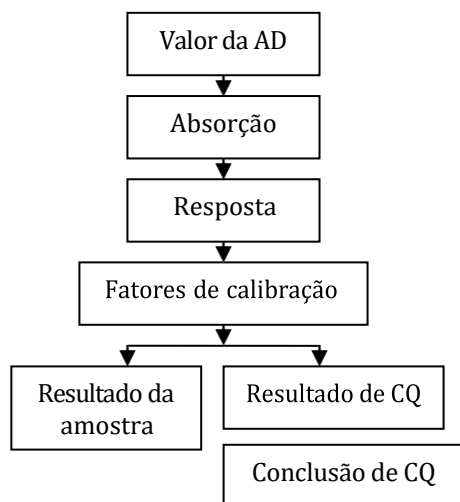 Valor da AD
Absorção
Resposta
Fatores de calibração
Resultado da
amostra
Resultado de CQ
Conclusão de CQ